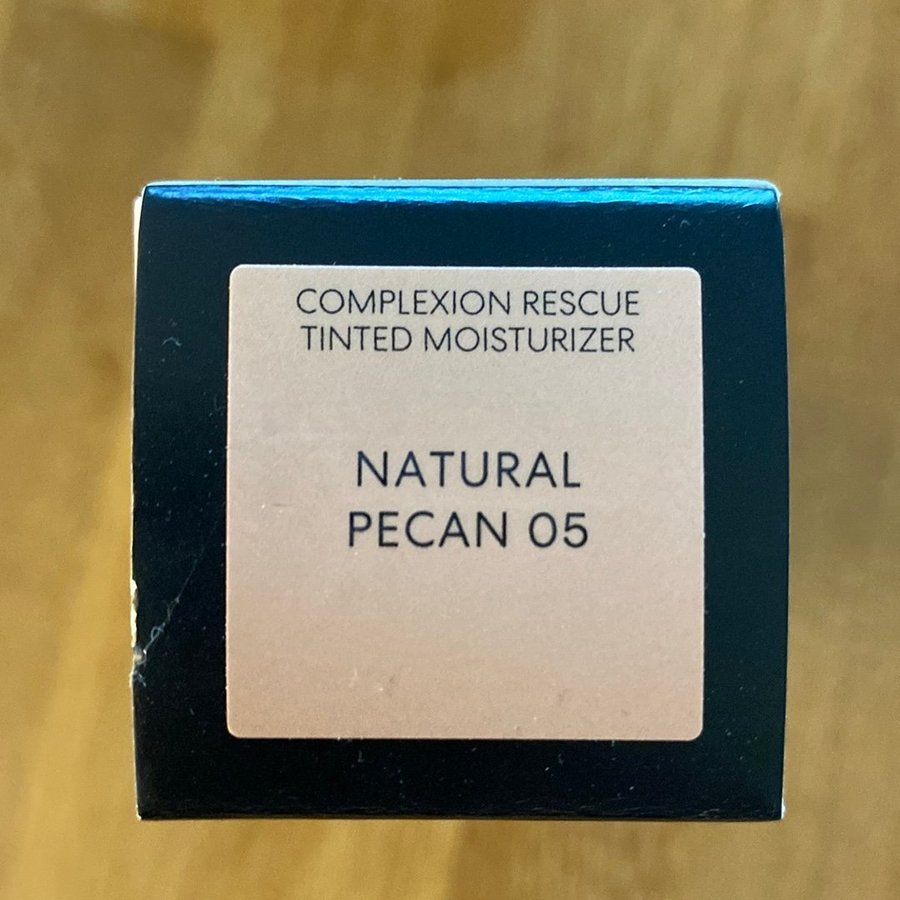 COMPLEXION RESCUE
TINTED MOISTURIZER
NATURAL
PECAN 05